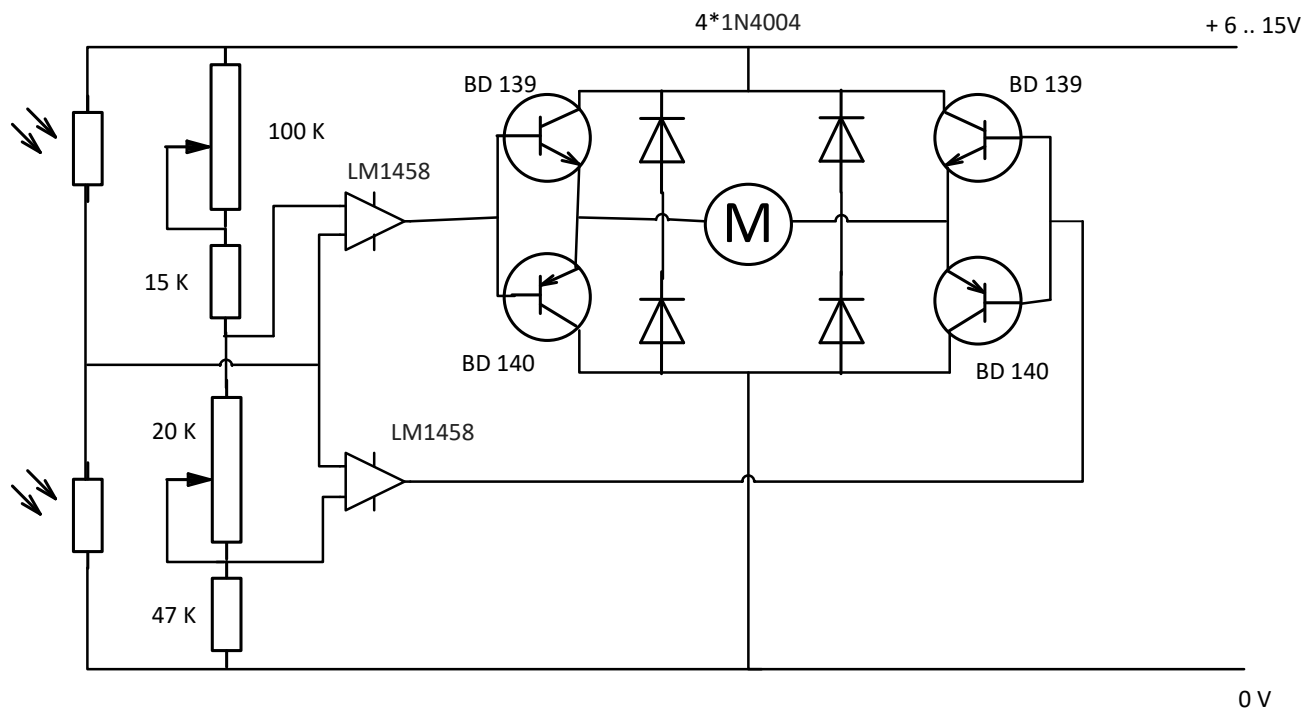 4*1N4004
+ 6 .. 15V
BD 139
BD 139
100 K
LM1458
M
15 K
BD 140
BD 140
20 K
LM1458
47 K
0 V